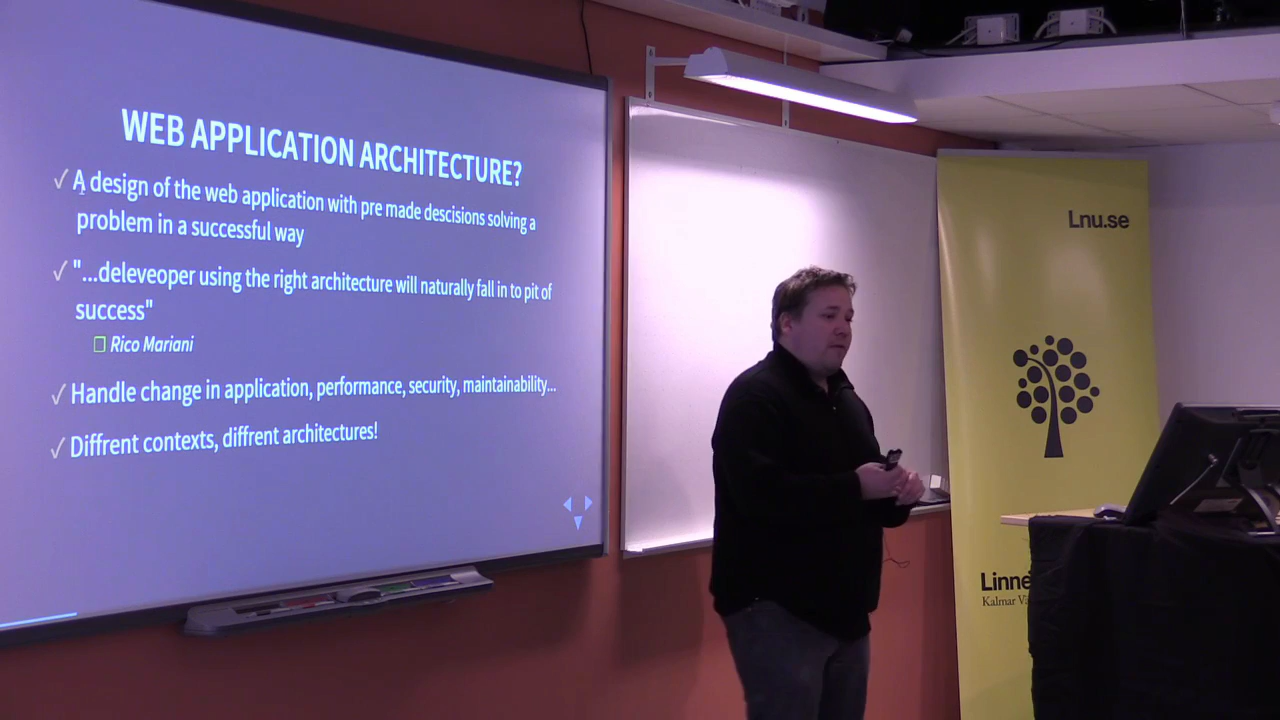 WEB APPLICATION ARCHITECTURE?
✓ A design of the web application with pre made descisions solving a
problem in a successful way
✓ "...deleveoper using the right architecture will naturally fall in to pit of
success"
Rico Mariani
✓ Handle change in application, performance, security, maintainability...
✓ Diffrent contexts, diffrent architectures!
Lnu.se
Linne
Kalmar Vä